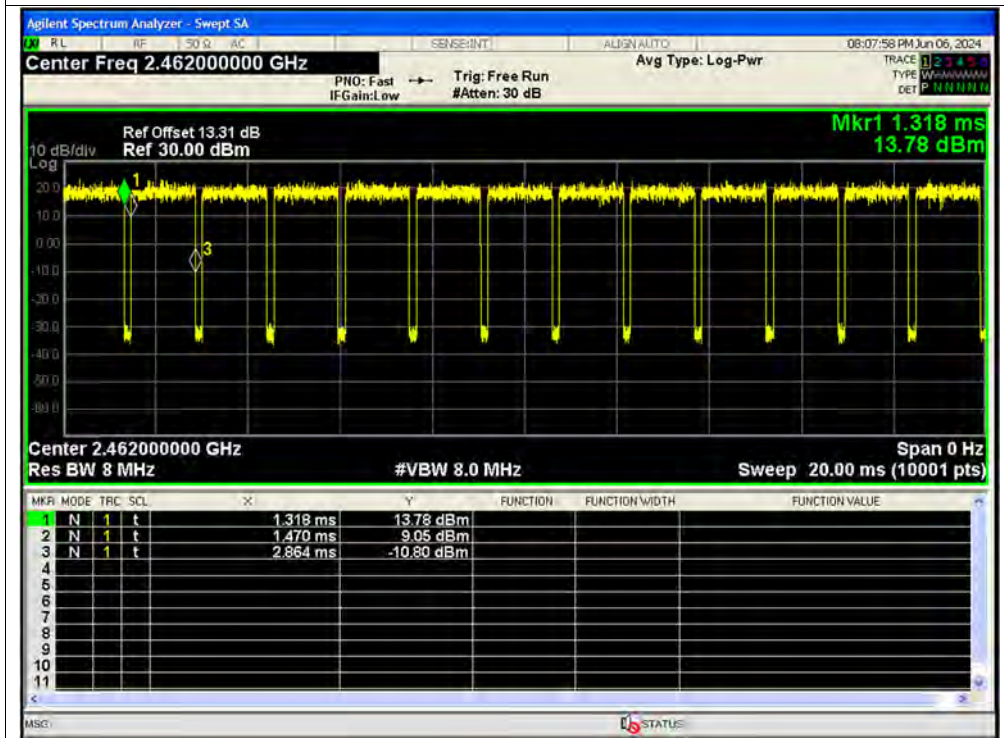 Agilent Spectrum Analyzer - Swept SA
RL RF 50 Ω AC SENSE:INT ALIGN AUTO 08:07:58 PM Jun 06, 2024
Center Freq 2.462000000 GHz Avg Type: Log-Pwr TRACE 1 2 3 4 5 6
PNO: Fast Trig: Free Run TYPE
IFGain:Low #Atten: 30 dB DET P N N N N N
Mkr1 1.318 ms
Ref Offset 13.31 dB
10 dB/div Ref 30.00 dBm 13.78 dBm
Log
20.0
1
10.0
0.00
3
-10.0
-20.0
-30.0
-40.0
-50.0
-60.0
Center 2.462000000 GHz Span 0 Hz
Res BW 8 MHz #VBW 8.0 MHz Sweep 20.00 ms (10001 pts)
MKR MODE TRC SCL X Y FUNCTION FUNCTION WIDTH FUNCTION VALUE
1 N 1 t 1.318 ms 13.78 dBm
2 N 1 t 1.470 ms 9.05 dBm
3 N 1 t 2.864 ms -10.80 dBm
4
5
6
7
8
9
10
11
MSG STATUS